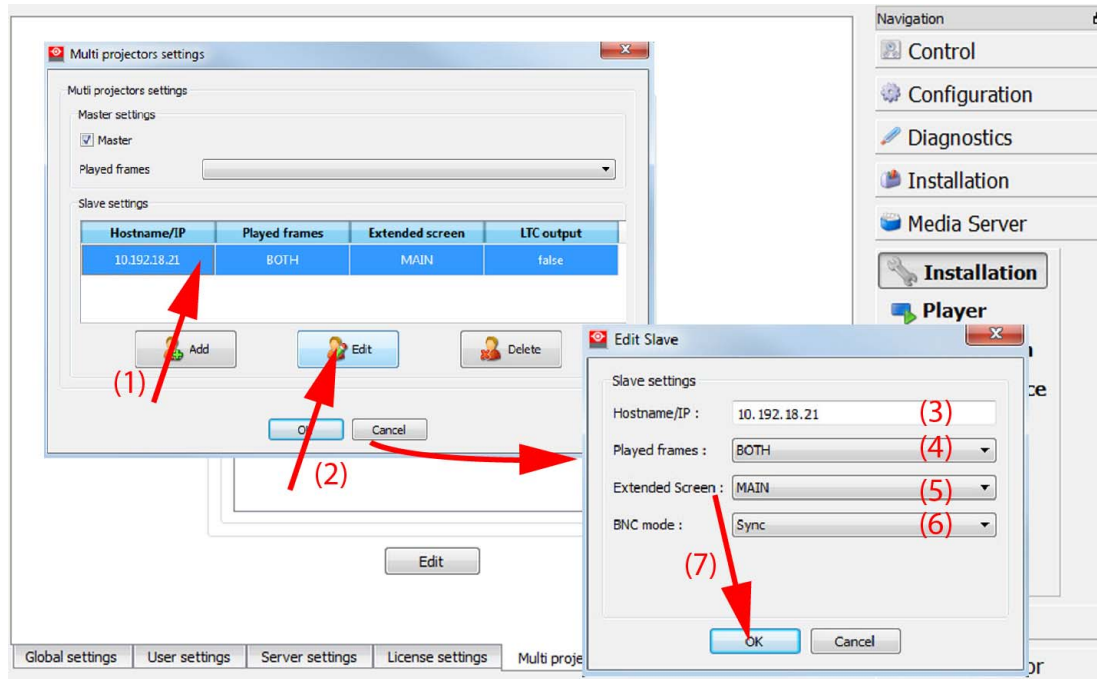 Navigation
Control
Configuration
Diagnostics
Installation
Media Server
Installation
Player
Multi projectors settings
Muti projectors settings
Master settings
Master
Played frames
Slave settings
Hostname/IP Played frames Extended screen LTC output
10.192.18.21 BOTH MAIN false
Add Edit Delete
(1)
Cancel
(2)
Edit Slave
Slave settings
Hostname/IP : 10.192.18.21 (3)
Played frames : BOTH (4)
Extended Screen : MAIN (5)
BNC mode : Sync (6)
(7)
OK Cancel
Edit
Global settings User settings Server settings License settings Multi proje